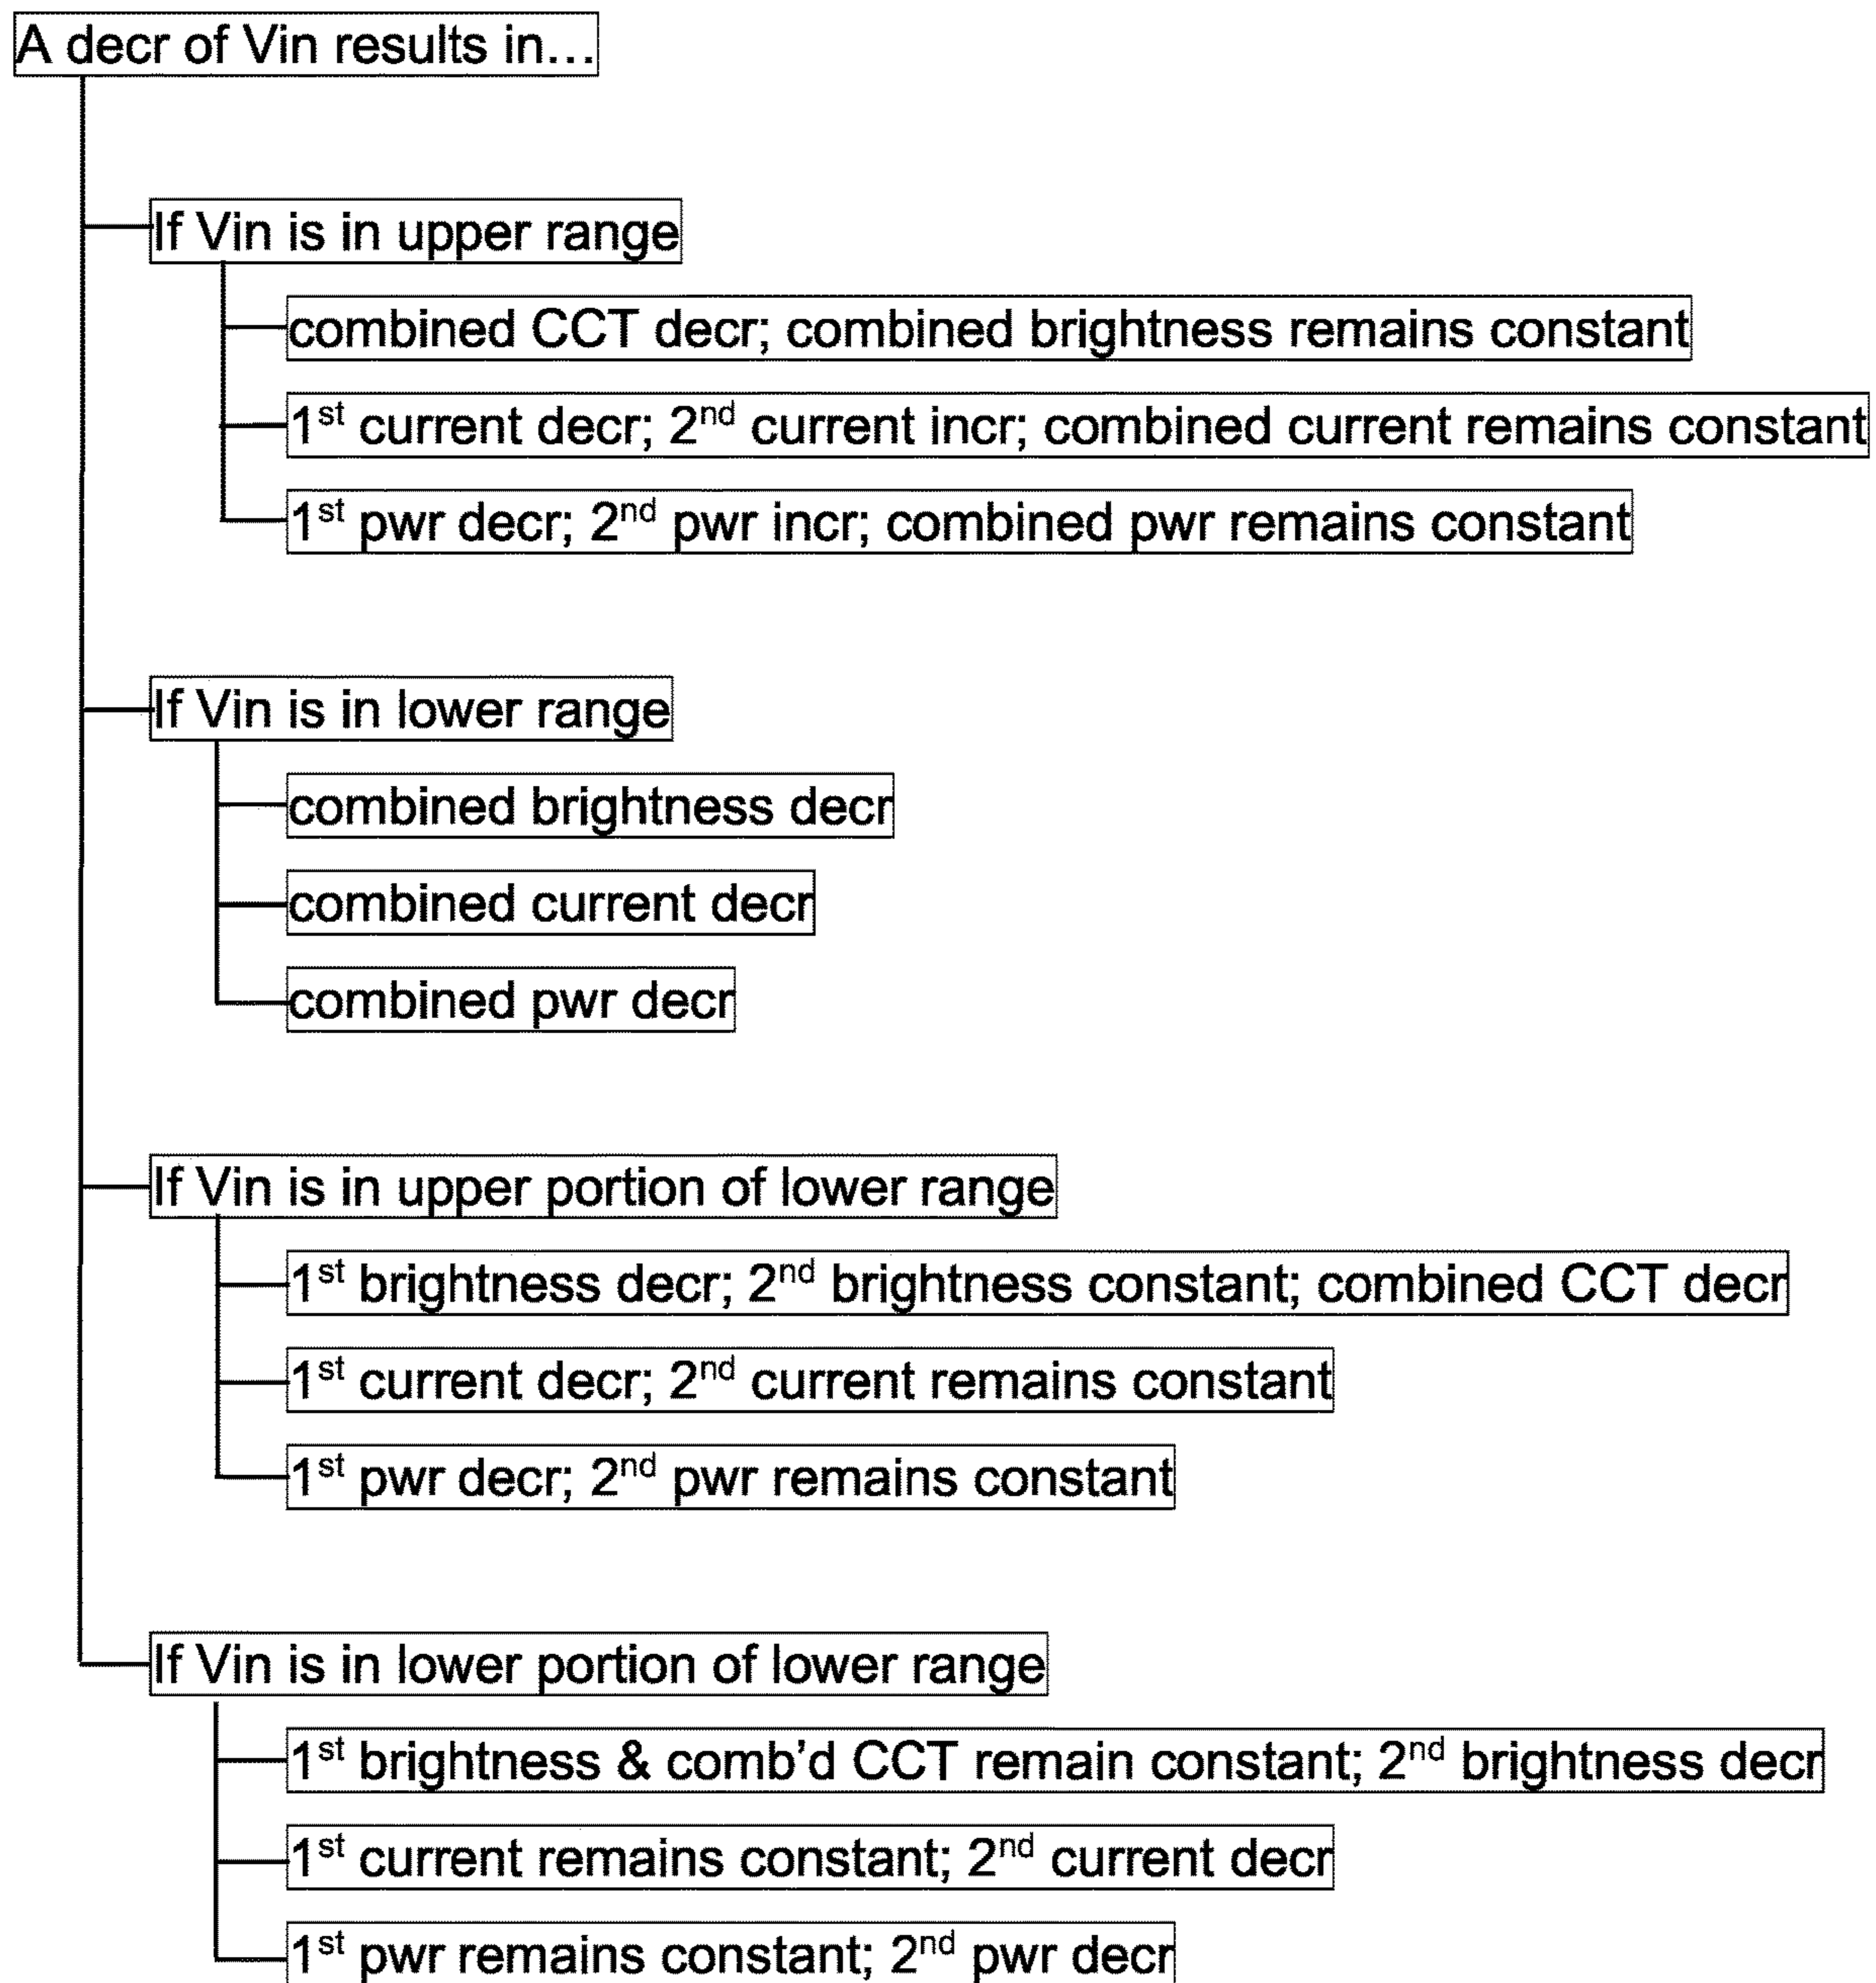 A decr of Vin results in...
If Vin is in upper range
combined CCT decr; combined brightness remains constant
1st current decr; 2nd current incr; combined current remains constant
1st pwr decr; 2nd pwr incr; combined pwr remains constant
If Vin is in lower range
combined brightness decr
combined current decr
combined pwr decr
If Vin is in upper portion of lower range
1st brightness decr; 2nd brightness constant; combined CCT decr
1st current decr; 2nd current remains constant
1st pwr decr; 2nd pwr remains constant
If Vin is in lower portion of lower range
1st brightness & comb'd CCT remain constant; 2nd brightness decr
1st current remains constant; 2nd current decr
1st pwr remains constant; 2nd pwr decr